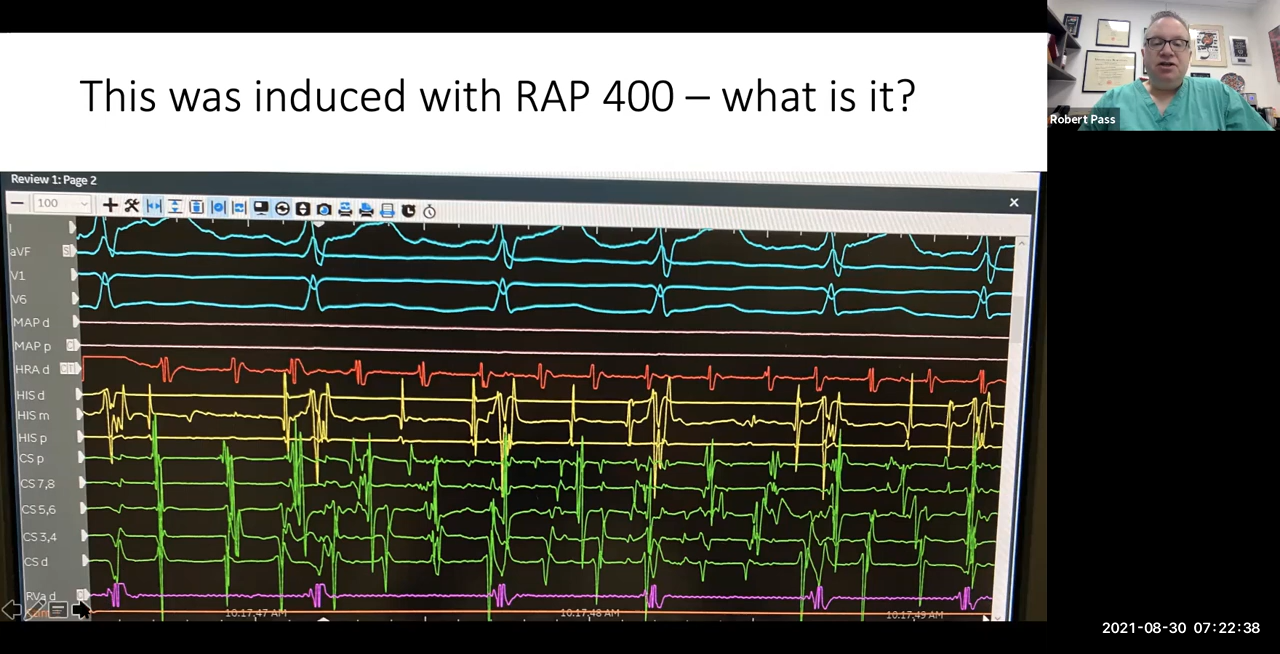 This was induced with RAP 400 – what is it?
Robert Pass
Review 1: Page 2
100
I
aVF
V1
V6
MAP d
MAP p
HRA d
HIS d
HIS m
HIS p
CS p
CS 7,8
CS 5,6
CS 3,4
CS d
RVa d
10:17:47 AM
10:17:48 AM
10:17:49 AM
2021-08-30 07:22:38